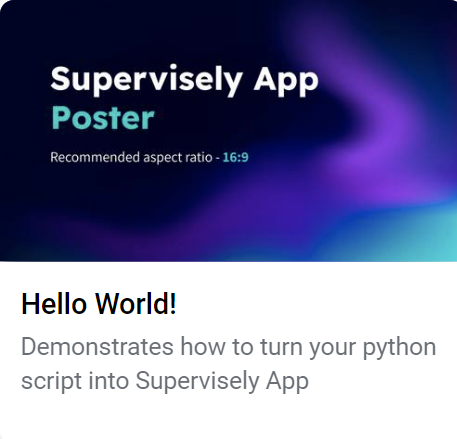 Supervisely App
Poster
Recommended aspect ratio - 16:9
Hello World!
Demonstrates how to turn your python
script into Supervisely App